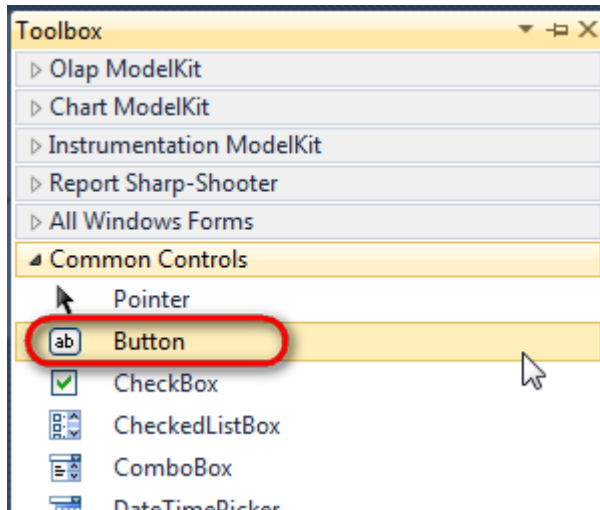 Toolbox
Olap ModelKit
Chart ModelKit
Instrumentation ModelKit
Report Sharp-Shooter
All Windows Forms
Common Controls
Pointer
ab Button
CheckBox
CheckedListBox
ComboBox
DateTimePicker